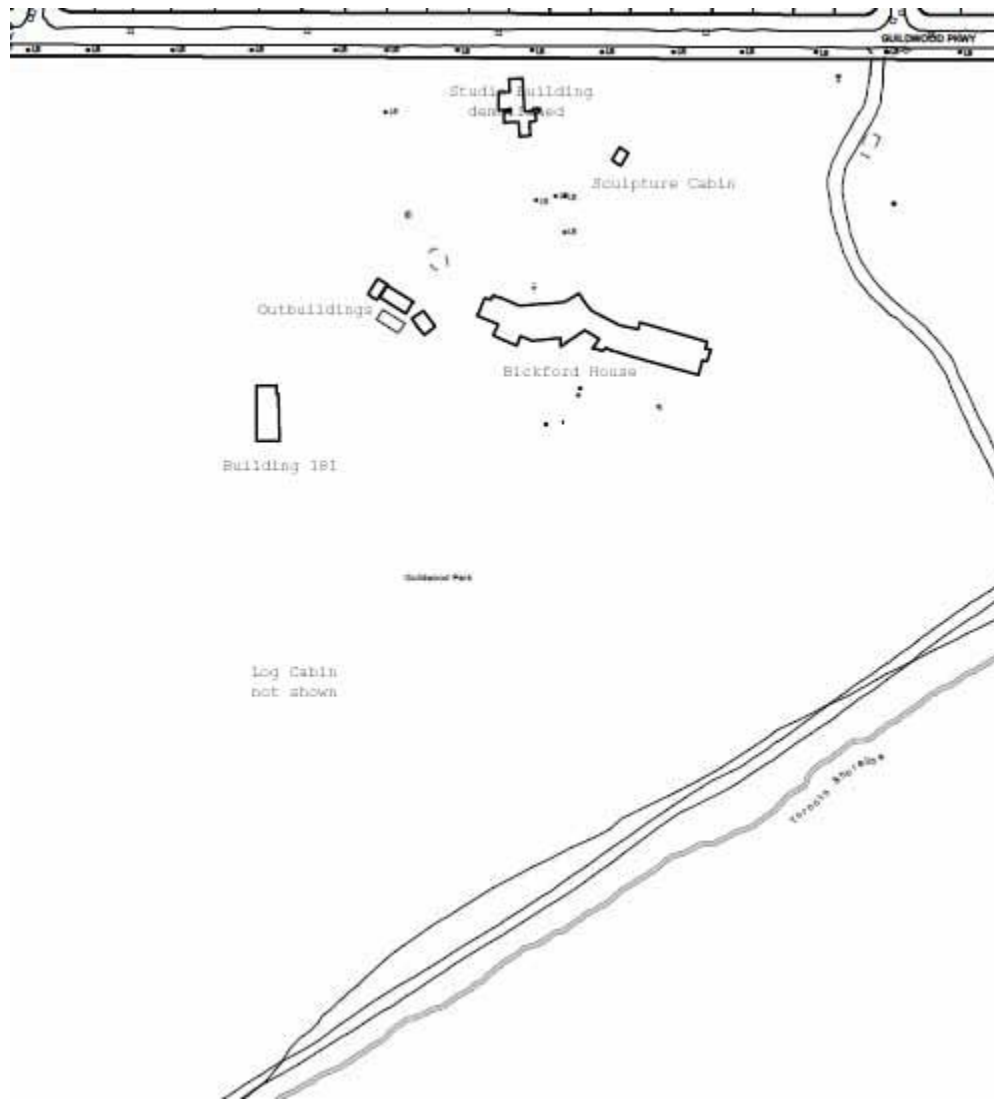 GUILDWOOD PKWY
Studio Building
demolished
Sculpture Cabin
Outbuildings
Bickford House
Building 191
Guildwood Park
Log Cabin
not shown
Toronto Shoreline